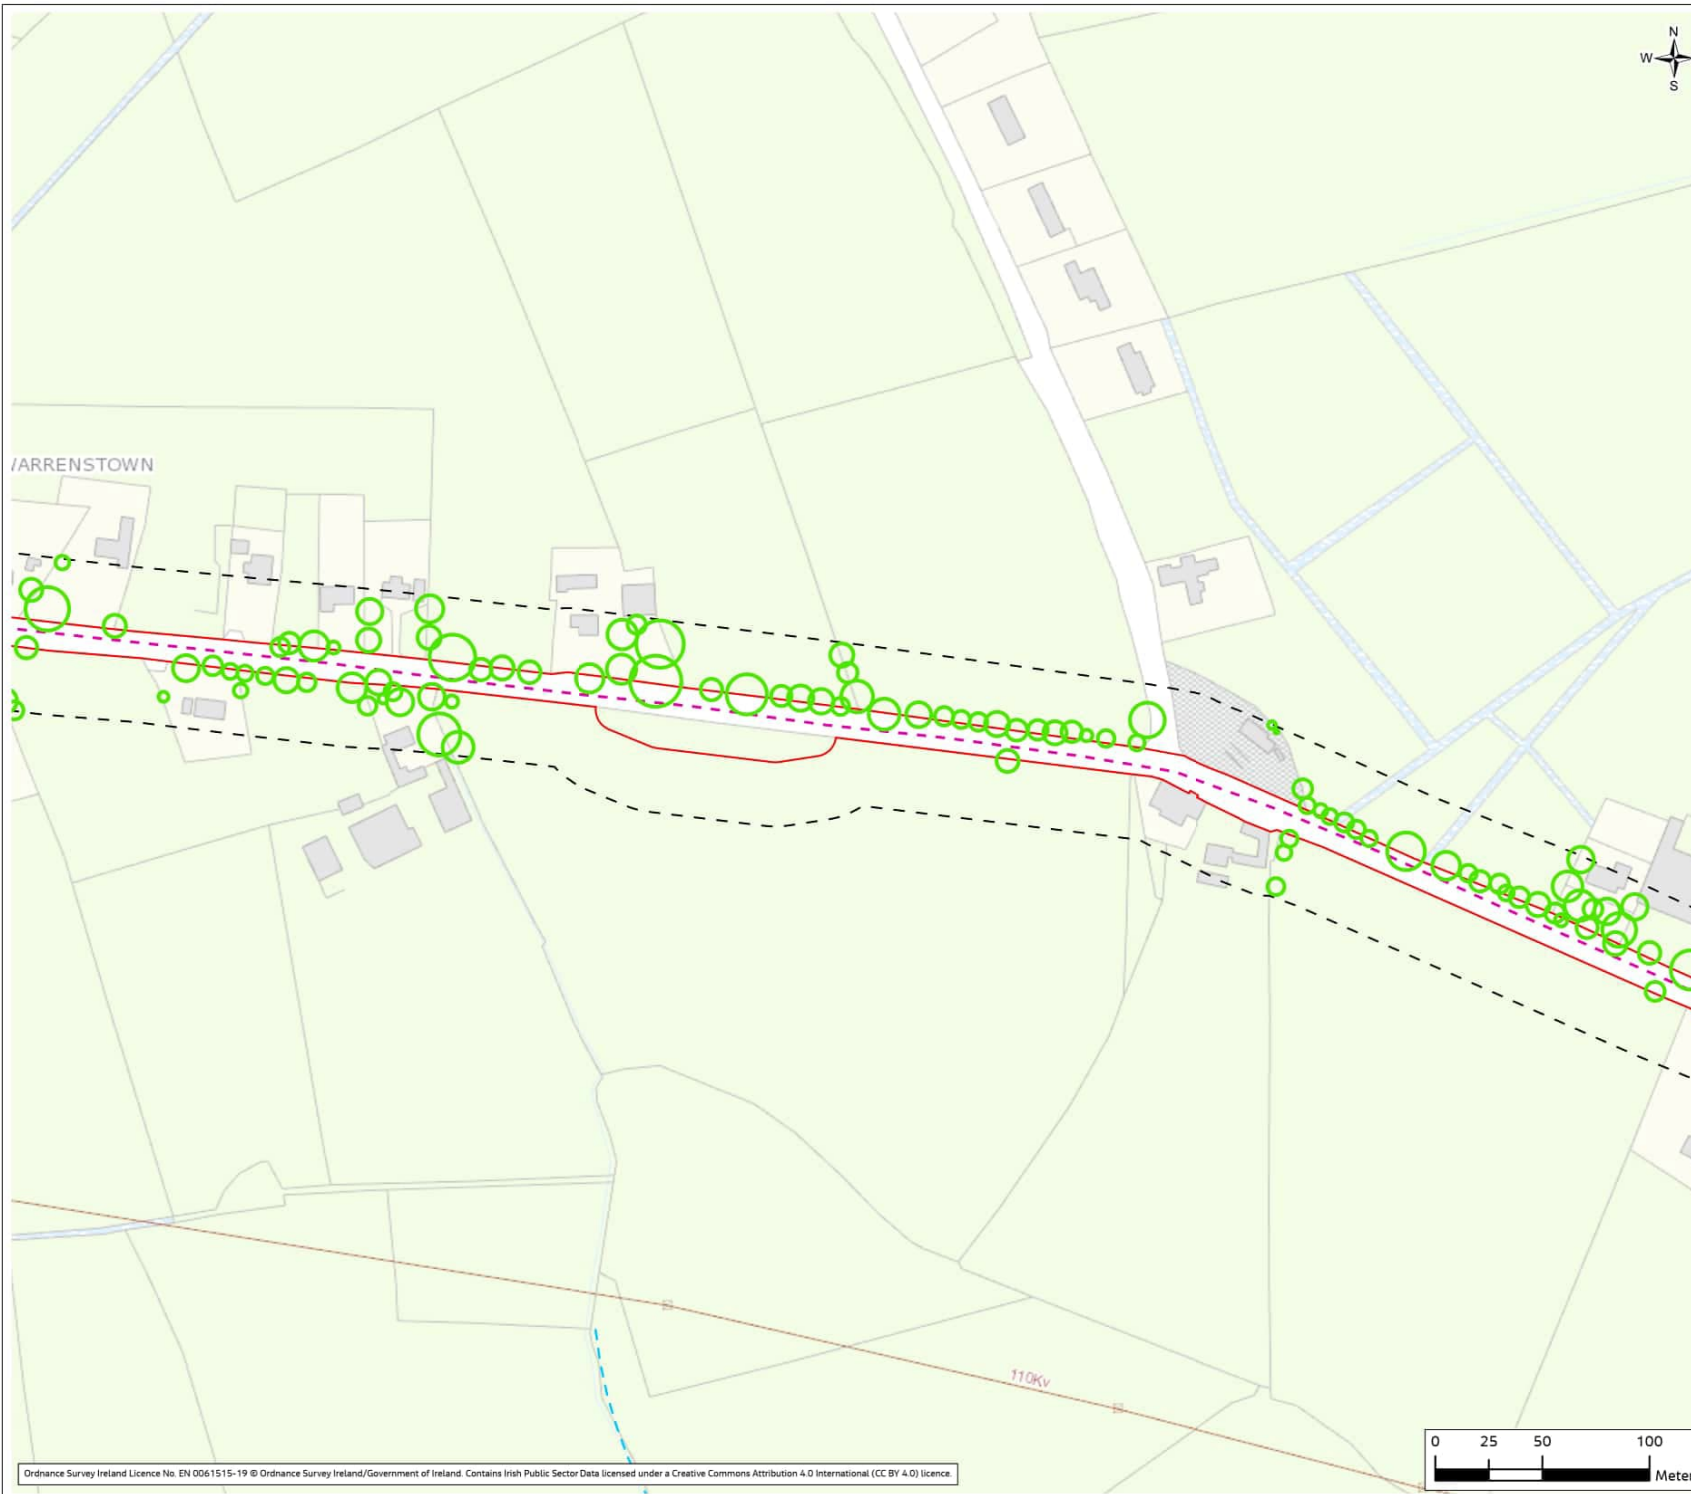 N
W
S
WARRENSTOWN
110Kv
0 25 50 100
Meter
Ordnance Survey Ireland Licence No. EN 0061515-19 © Ordnance Survey Ireland/Government of Ireland. Contains Irish Public Sector Data licensed under a Creative Commons Attribution 4.0 International (CC BY 4.0) licence.